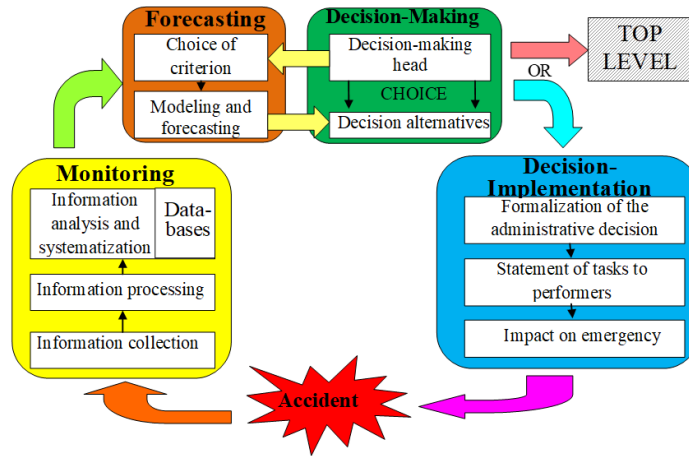 Forecasting
Choice of
criterion
Modeling and
forecasting
Decision-Making
Decision-making
head
CHOICE
Decision alternatives
TOP
LEVEL
OR
Monitoring
Information
analysis and
systematization
Data-
bases
Information processing
Information collection
Decision-
Implementation
Formalization of the
administrative decision
Statement of tasks to
performers
Impact on emergency
Accident